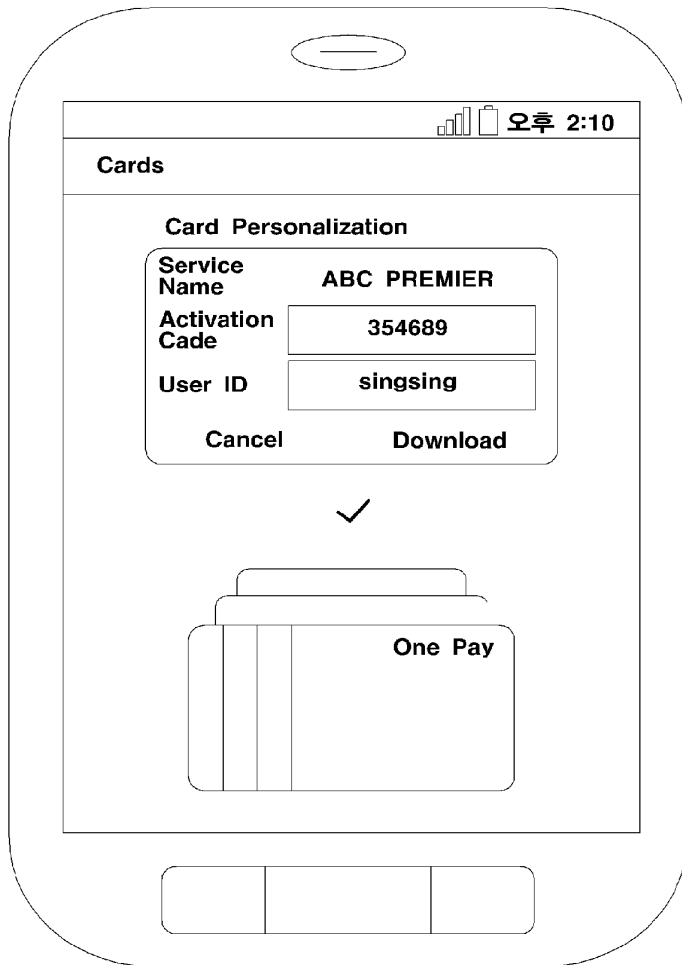 오후 2:10
Cards
Card Personalization
Service
Name
ABC PREMIER
Activation
Cade
354689
User ID
singsing
Cancel
Download
One Pay